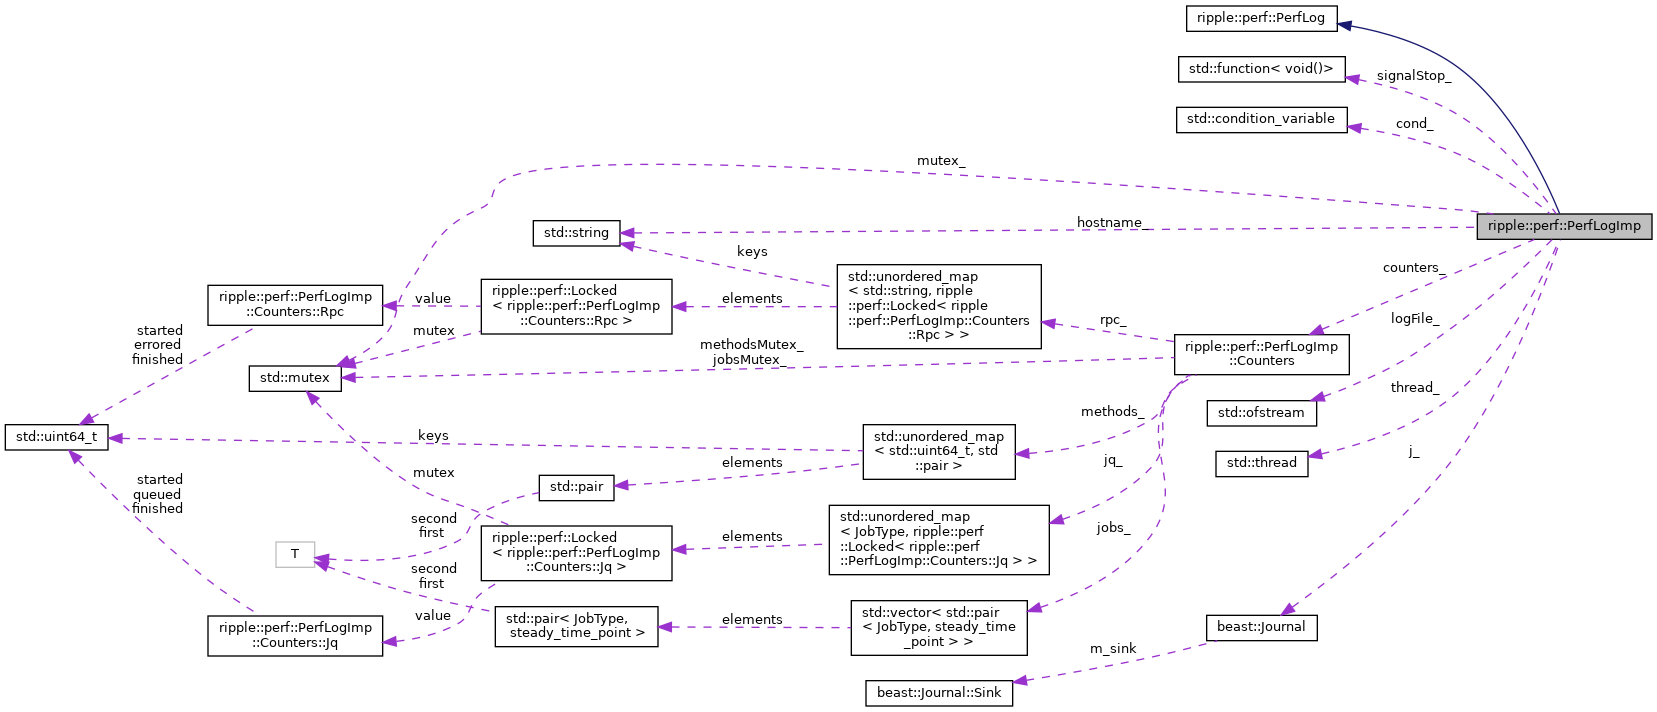 ripple::perf::PerfLog
std::function< void()>
signalStop_
std::condition_variable
cond_
mutex_
ripple::perf::PerfLogImp
hostname_
std::string
keys
counters_
std::unordered_map
< std::string, ripple
::perf::Locked< ripple
::perf::PerfLogImp::Counters
::Rpc > >
elements
ripple::perf::Locked
< ripple::perf::PerfLogImp
::Counters::Rpc >
value
ripple::perf::PerfLogImp
::Counters::Rpc
mutex
rpc_
logFile_
started
errored
finished
methodsMutex_
jobsMutex_
ripple::perf::PerfLogImp
::Counters
std::mutex
thread_
std::ofstream
methods_
std::uint64_t
keys
std::unordered_map
< std::uint64_t, std
::pair >
elements
std::pair
mutex
jq_
std::thread
j_
started
queued
finished
second
first
std::unordered_map
< JobType, ripple::perf
::Locked< ripple::perf
::PerfLogImp::Counters::Jq > >
jobs_
elements
ripple::perf::Locked
< ripple::perf::PerfLogImp
::Counters::Jq >
T
second
first
value
ripple::perf::PerfLogImp
::Counters::Jq
std::pair< JobType,
steady_time_point >
elements
std::vector< std::pair
< JobType, steady_time
_point > >
beast::Journal
m_sink
beast::Journal::Sink